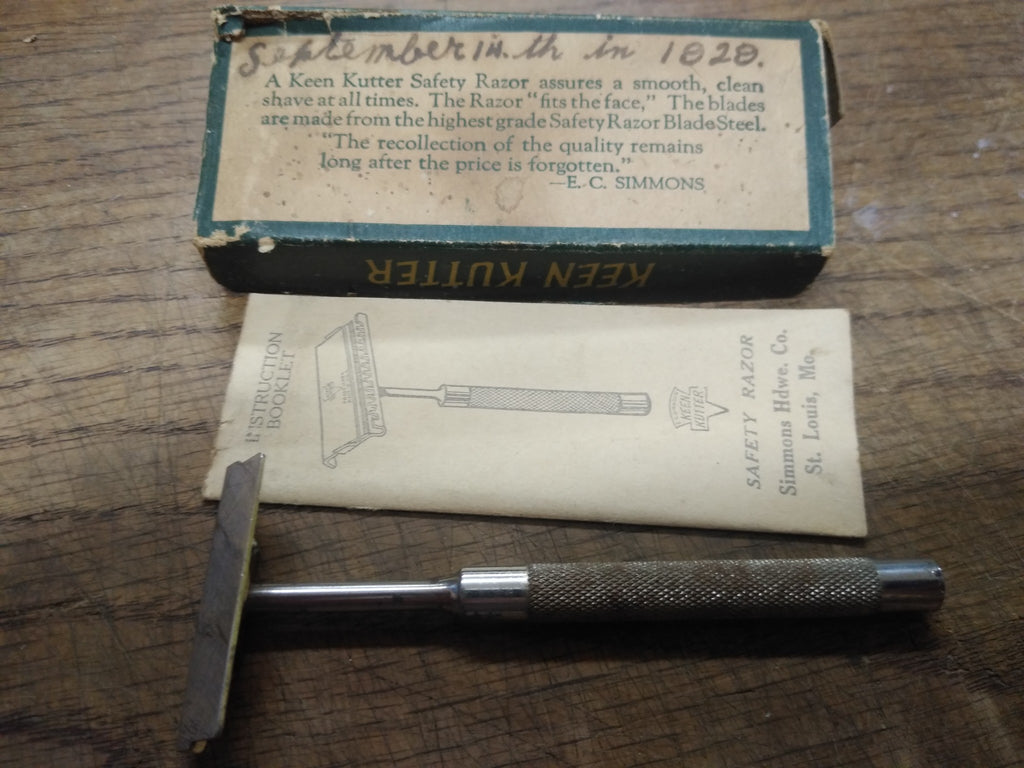 September 14.th in 1828.
A Keen Kutter Safety Razor assures a smooth, clean
shave at all times. The Razor "fits the face," The blades
are made from the highest grade Safety Razor Blade Steel.
"The recollection of the quality remains
long after the price is forgotten."
—E. C. SIMMONS
KEEN KUTTER
INSTRUCTION
BOOKLET
KEEN
KUTTER
SAFETY RAZOR
Simmons Hdwe. Co.
St. Louis, Mo.